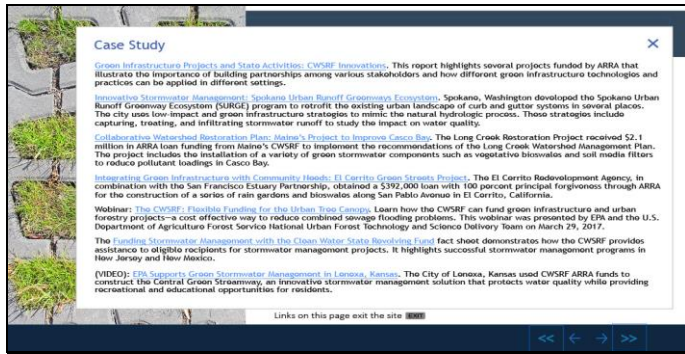 Case Study
×
Green Infrastructure Projects and State Activities: CWSRF Innovations. This report highlights several projects funded by ARRA that
illustrate the importance of building partnerships among various stakeholders and how different green infrastructure technologies and
practices can be applied in different settings.
Innovative Stormwater Management: Spokane Urban Runoff Greenways Ecosystem. Spokane, Washington developed the Spokane Urban
Runoff Greenway Ecosystem (SURGE) program to retrofit the existing urban landscape of curb and gutter systems in several places.
The city uses low-impact and green infrastructure strategies to mimic the natural hydrologic process. These strategies include
capturing, treating, and infiltrating stormwater runoff to study the impact on water quality.
Collaborative Watershed Restoration Plan: Maine's Project to Improve Casco Bay. The Long Creek Restoration Project received $2.1
million in ARRA loan funding from Maine's CWSRF to implement the recommendations of the Long Creek Watershed Management Plan.
The project includes the installation of a variety of green stormwater components such as vegetative bioswales and soil media filters
to reduce pollutant loadings in Casco Bay.
Integrating Green Infrastructure with Community Needs: El Cerrito Green Streets Project. The El Cerrito Redevelopment Agency, in
combination with the San Francisco Estuary Partnership, obtained a $392,000 loan with 100 percent principal forgiveness through ARRA
for the construction of a series of rain gardens and bioswales along San Pablo Avenue in El Cerrito, California.
Webinar: The CWSRF: Flexible Funding for the Urban Tree Canopy. Learn how the CWSRF can fund green infrastructure and urban
forestry projects—a cost effective way to reduce combined sewage flooding problems. This webinar was presented by EPA and the U.S.
Department of Agriculture Forest Service National Urban Forest Technology and Science Delivery Team on March 29, 2017.
The Funding Stormwater Management with the Clean Water State Revolving Fund fact sheet demonstrates how the CWSRF provides
assistance to eligible recipients for stormwater management projects. It highlights successful stormwater management programs in
New Jersey and New Mexico.
(VIDEO): EPA Supports Green Stormwater Management in Lenexa, Kansas. The City of Lenexa, Kansas used CWSRF ARRA funds to
construct the Central Green Streamway, an innovative stormwater management solution that protects water quality while providing
recreational and educational opportunities for residents.
Links on this page exit the site EXIT
<< ← → >>